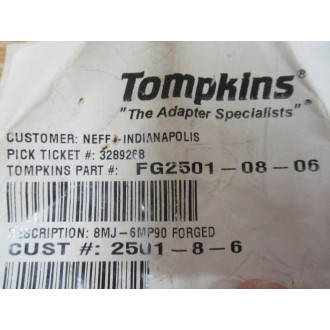 Tompkins®
"The Adapter Specialists"
CUSTOMER: NEFF-INDIANAPOLIS
PICK TICKET #: 3289268
TOMPKINS PART #: FG2501-08-06
DESCRIPTION: 8MJ-6MP90 FORGED
CUST #: 2501-8-6